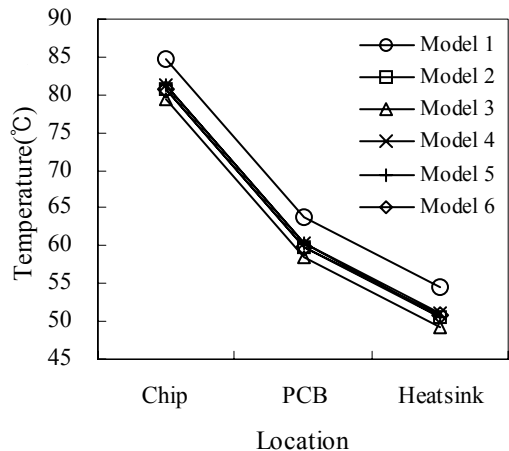 90
85
80
75
70
65
60
55
50
45
Temperature(℃)
Model 1
Model 2
Model 3
Model 4
Model 5
Model 6
Chip PCB Heatsink
Location